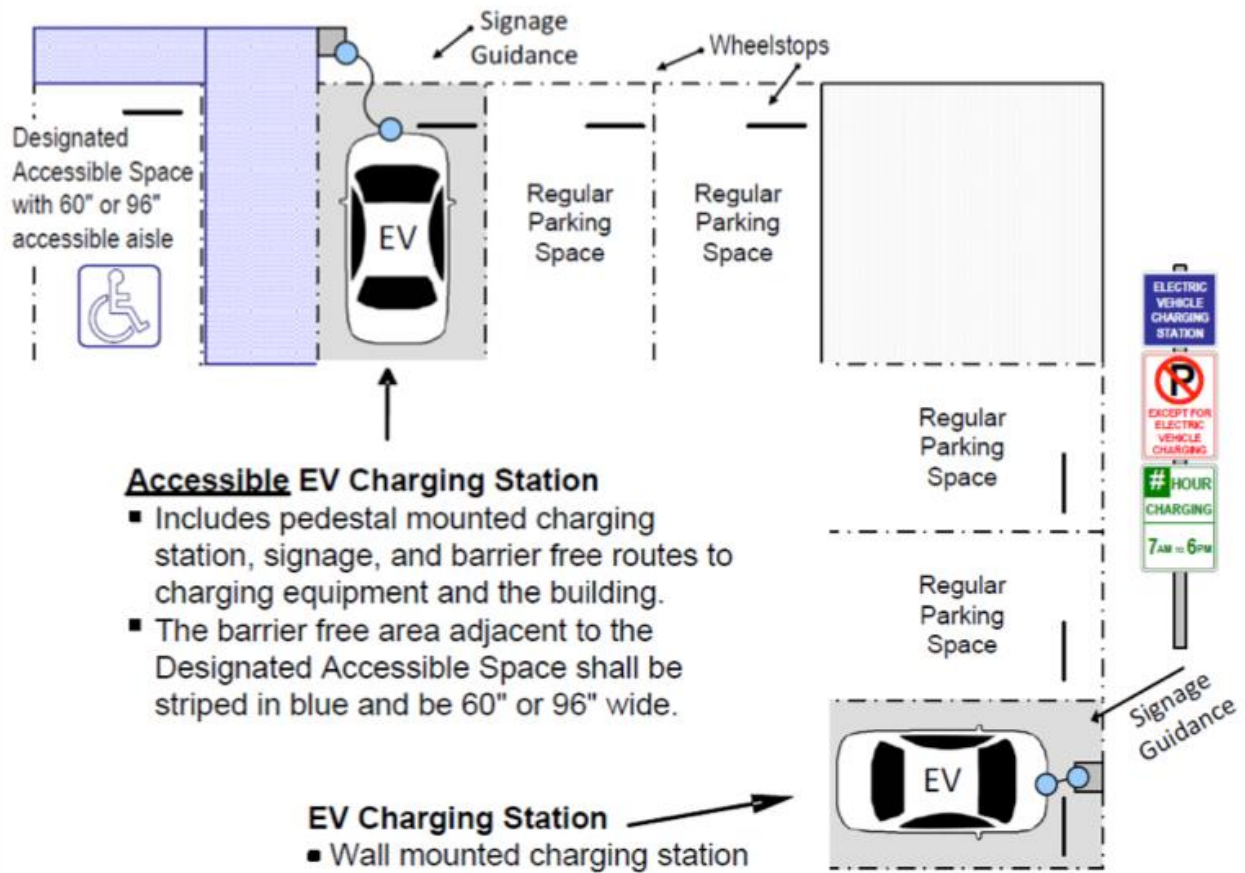 Signage
Guidance
Wheelstops
Designated
Accessible Space
with 60" or 96"
accessible aisle
EV
Regular
Parking
Space
Regular
Parking
Space
ELECTRIC
VEHICLE
CHARGING
STATION
P
EXCEPT FOR
ELECTRIC
VEHICLE
CHARGING
# HOUR
CHARGING
7AM TO 6PM
Regular
Parking
Space
Accessible EV Charging Station
▪ Includes pedestal mounted charging
station, signage, and barrier free routes to
charging equipment and the building.
▪ The barrier free area adjacent to the
Designated Accessible Space shall be
striped in blue and be 60" or 96" wide.
Regular
Parking
Space
Signage
Guidance
EV
EV Charging Station
▪ Wall mounted charging station